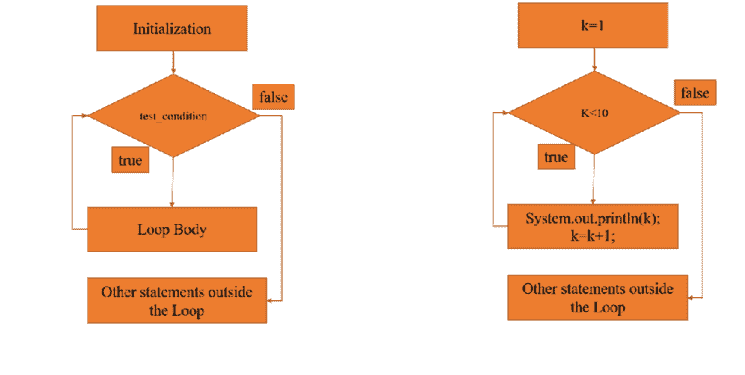 Initialization
test_condition
false
true
Loop Body
Other statements outside
the Loop
k=1
K<10
false
true
System.out.println(k);
k=k+1;
Other statements outside
the Loop